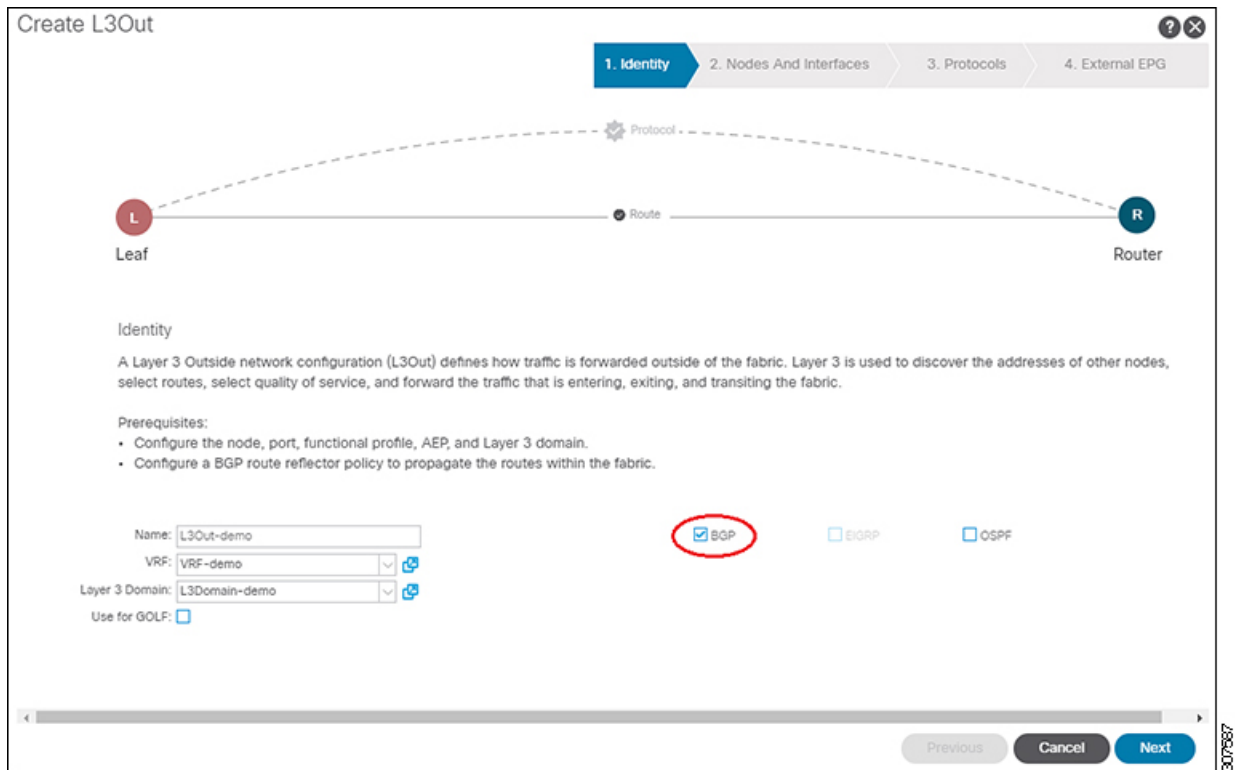 Create L3Out
1. Identity
2. Nodes And Interfaces
3. Protocols
4. External EPG
Protocol
L
Route
R
Leaf
Router
Identity
A Layer 3 Outside network configuration (L3Out) defines how traffic is forwarded outside of the fabric. Layer 3 is used to discover the addresses of other nodes,
select routes, select quality of service, and forward the traffic that is entering, exiting, and transiting the fabric.
Prerequisites:
• Configure the node, port, functional profile, AEP, and Layer 3 domain.
• Configure a BGP route reflector policy to propagate the routes within the fabric.
Name: L3Out-demo
BGP
EIGRP
OSPF
VRF: VRF-demo
Layer 3 Domain: L3Domain-demo
Use for GOLF:
Previous
Cancel
Next
307587